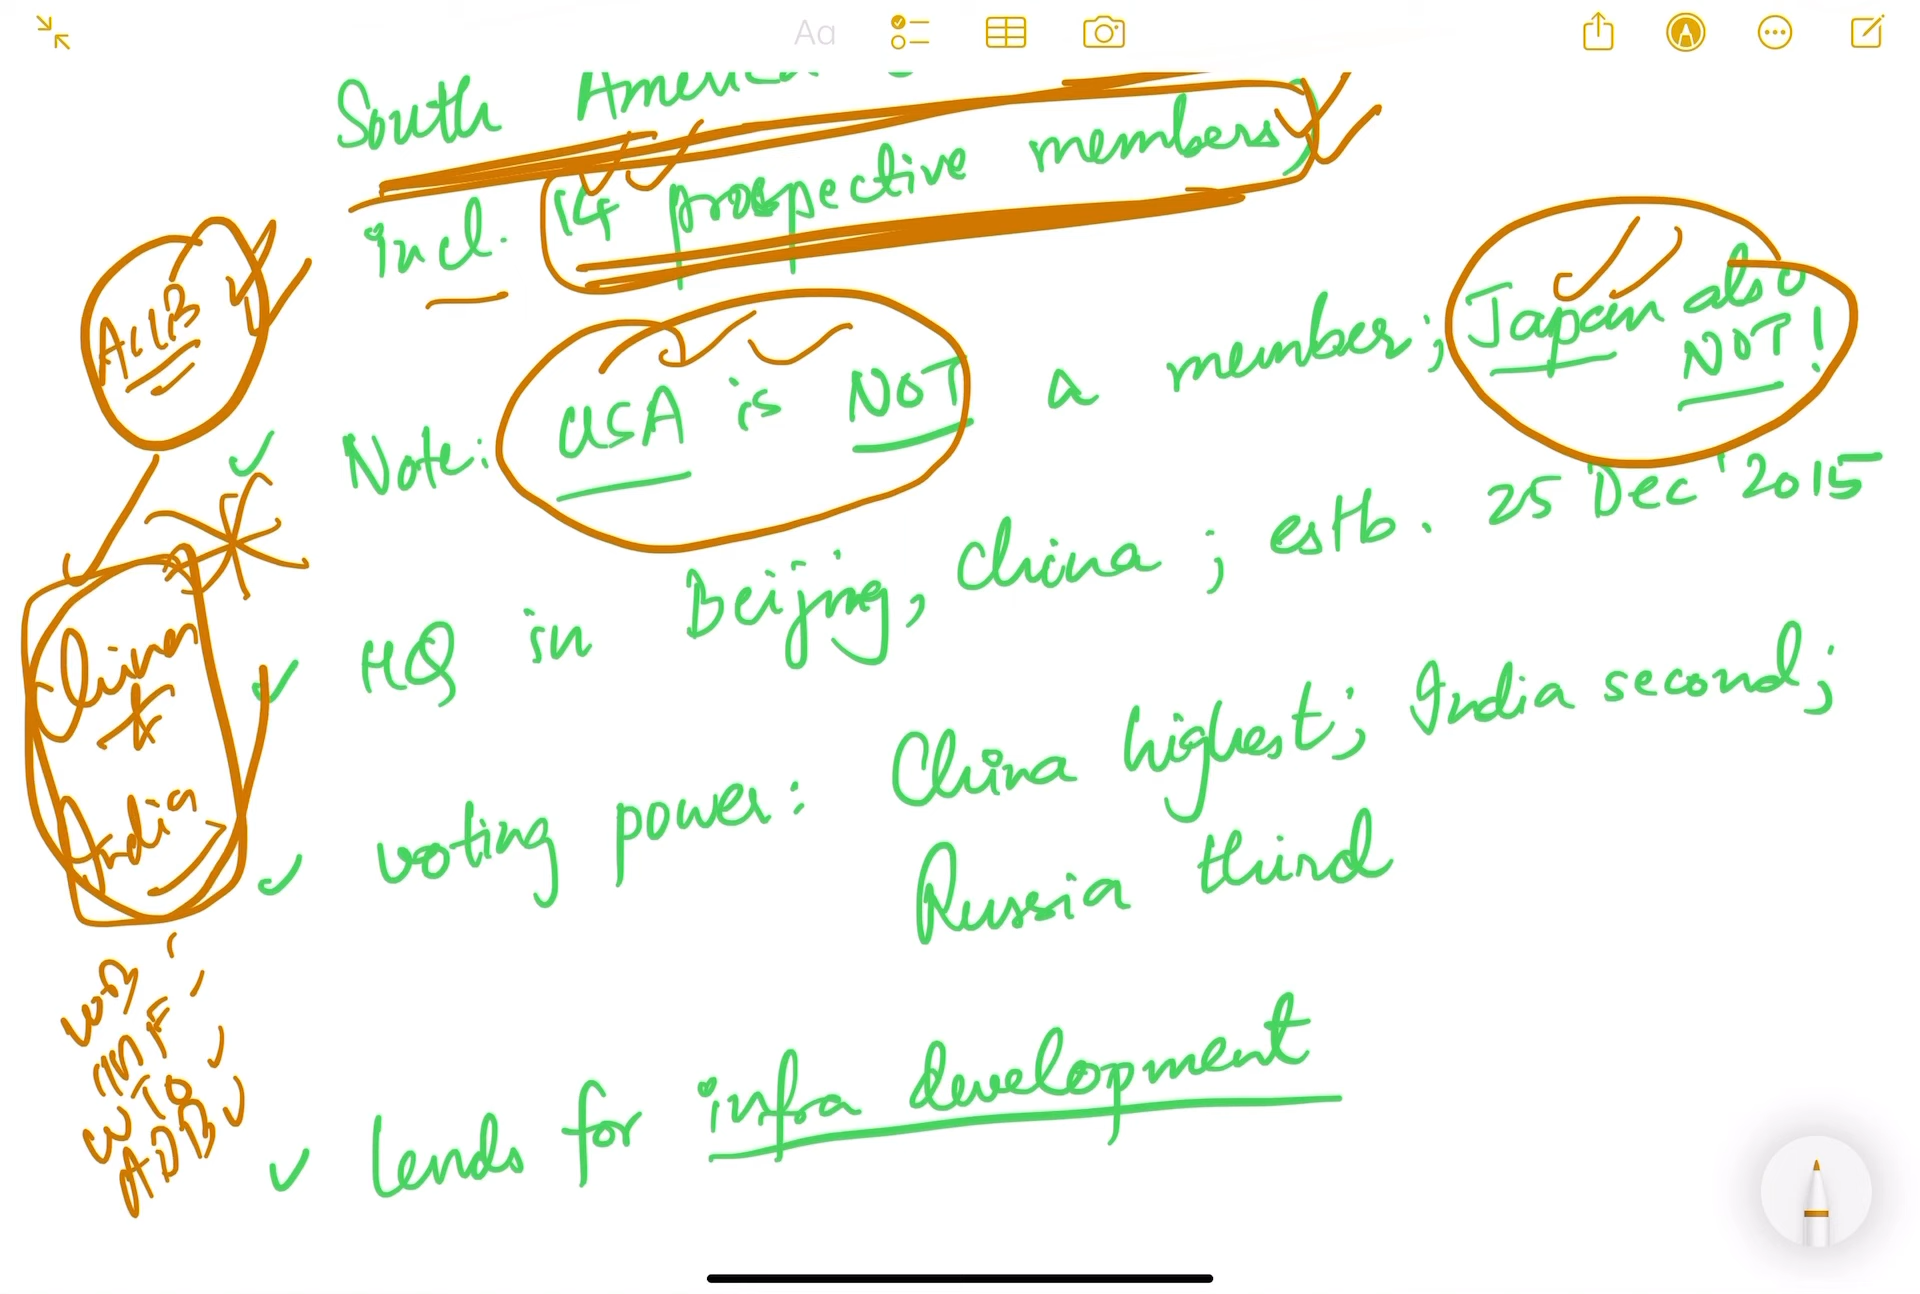 Aa
South America
incl. 14 prospective members)
AIIB
Note: USA is NOT a member; Japan also NOT!
HQ in Beijing, China; estb. 25 Dec '2015
China
India
voting power: China highest; India second;
Russia third
WB
IMF
WTO
ADB
lends for infra development